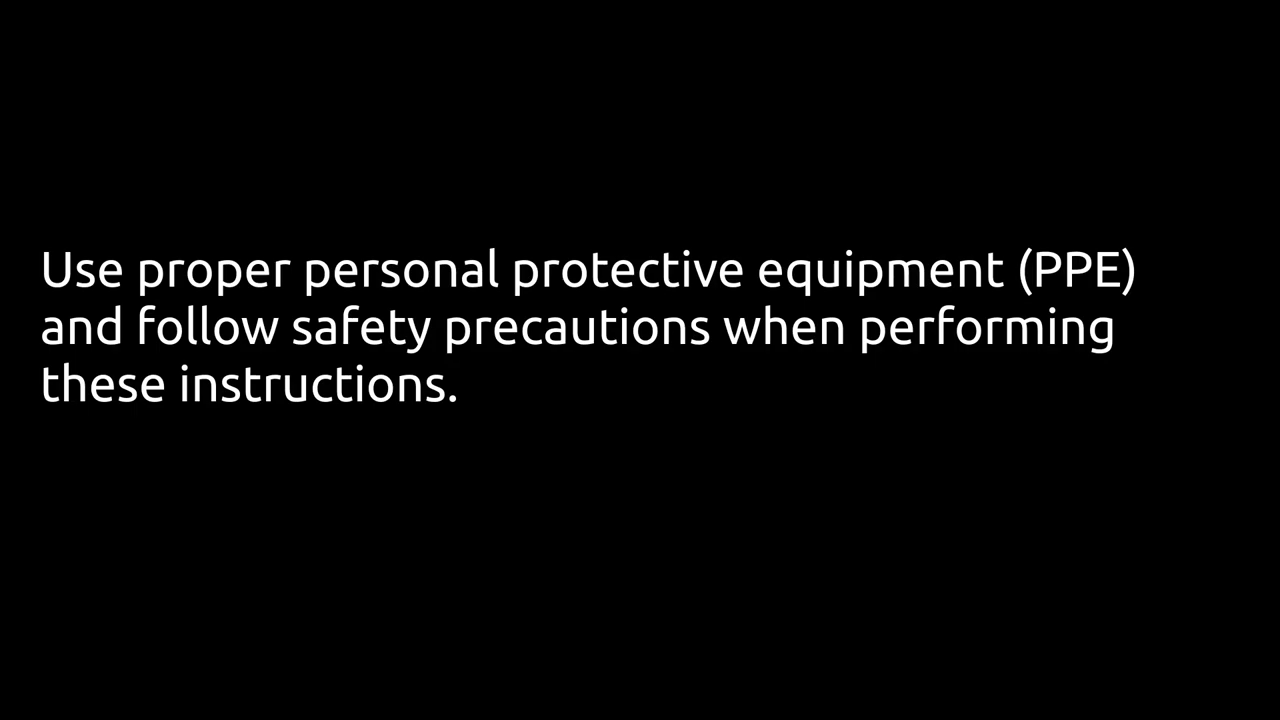 Use proper personal protective equipment (PPE)
and follow safety precautions when performing
these instructions.